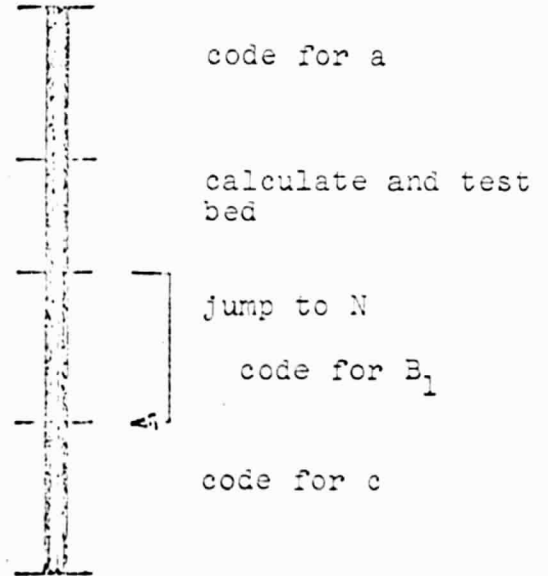 code for a
calculate and test
bed
jump to N
code for B₁
code for c